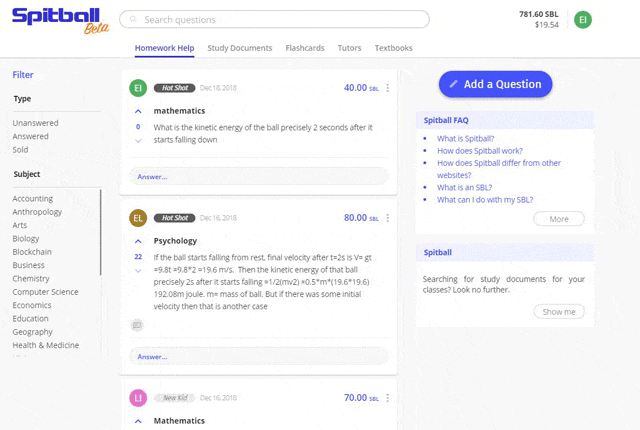 Spitball
Beta
Search questions
781.60 SBL
$19.54
EI
Homework Help
Study Documents
Flashcards
Tutors
Textbooks
Filter
Type
Unanswered
Answered
Sold
Subject
Accounting
Anthropology
Arts
Biology
Blockchain
Business
Chemistry
Computer Science
Economics
Education
Geography
Health & Medicine
EI
Hot Shot
Dec 18, 2018
40.00 SBL
mathematics
0
What is the kinetic energy of the ball precisely 2 seconds after it
starts falling down
Answer...
EL
Hot Shot
Dec 16, 2018
80.00 SBL
Psychology
22
If the ball starts falling from rest, final velocity after t=2s is V= gt
=9.8t =9.8*2 =19.6 m/s. Then the kinetic energy of that ball
precisely 2s after it starts falling =1/2(mv2) =0.5*m*(19.6*19.6)
192.08m joule. m= mass of ball. But if there was some initial
velocity then that is another case
Answer...
LI
New Kid
Dec 16, 2018
70.00 SBL
Mathematics
Add a Question
Spitball FAQ
What is Spitball?
How does Spitball work?
How does Spitball differ from other
websites?
What is an SBL?
What can I do with my SBL?
More
Spitball
Searching for study documents for your
classes? Look no further.
Show me